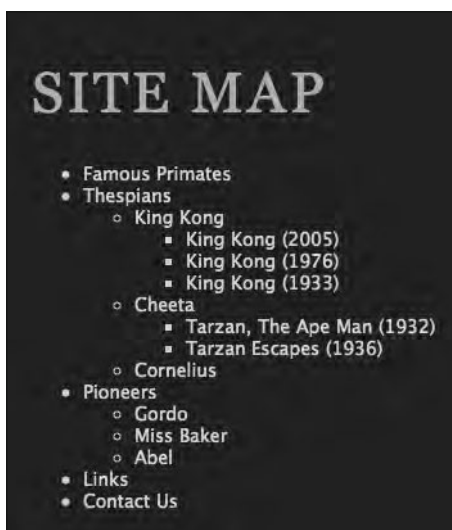 SITE MAP
Famous Primates
Thespians
King Kong
King Kong (2005)
King Kong (1976)
King Kong (1933)
Cheeta
Tarzan, The Ape Man (1932)
Tarzan Escapes (1936)
Cornelius
Pioneers
Gordo
Miss Baker
Abel
Links
Contact Us